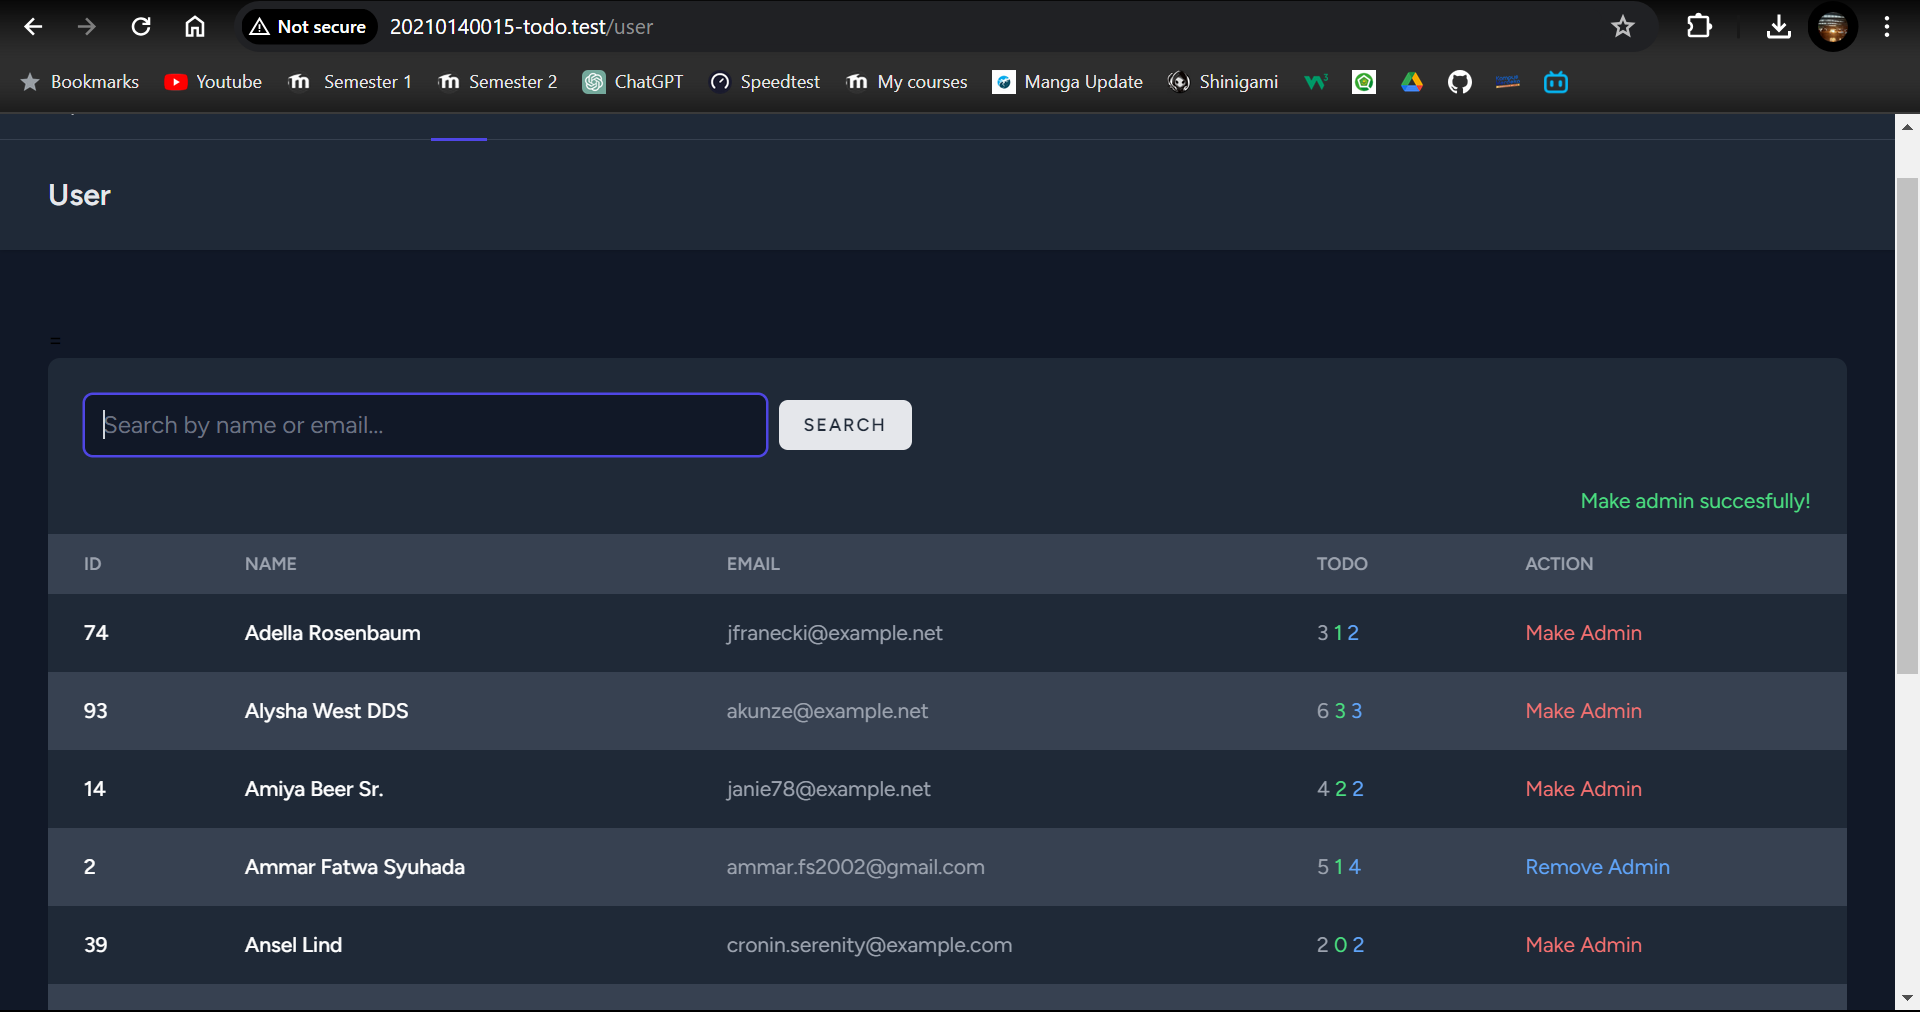 Not secure 20210140015-todo.test/user
Bookmarks Youtube Semester 1 Semester 2 ChatGPT Speedtest My courses Manga Update Shinigami
User
=
Search by name or email... SEARCH
Make admin succesfully!
ID NAME EMAIL TODO ACTION
74 Adella Rosenbaum jfranecki@example.net 3 1 2 Make Admin
93 Alysha West DDS akunze@example.net 6 3 3 Make Admin
14 Amiya Beer Sr. janie78@example.net 4 2 2 Make Admin
2 Ammar Fatwa Syuhada ammar.fs2002@gmail.com 5 1 4 Remove Admin
39 Ansel Lind cronin.serenity@example.com 2 0 2 Make Admin